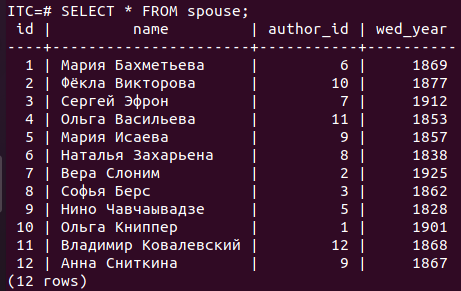 ITC=# SELECT * FROM spouse;
id | name | author_id | wed_year
----+----------------------+-----------+----------
1 | Мария Бахметьева | 6 | 1869
2 | Фёкла Викторова | 10 | 1877
3 | Сергей Эфрон | 7 | 1912
4 | Ольга Васильева | 11 | 1853
5 | Мария Исаева | 9 | 1857
6 | Наталья Захарьена | 8 | 1838
7 | Вера Слоним | 2 | 1925
8 | Софья Берс | 3 | 1862
9 | Нино Чавчаывадзе | 5 | 1828
10 | Ольга Книппер | 1 | 1901
11 | Владимир Ковалевский | 12 | 1868
12 | Анна Сниткина | 9 | 1867
(12 rows)